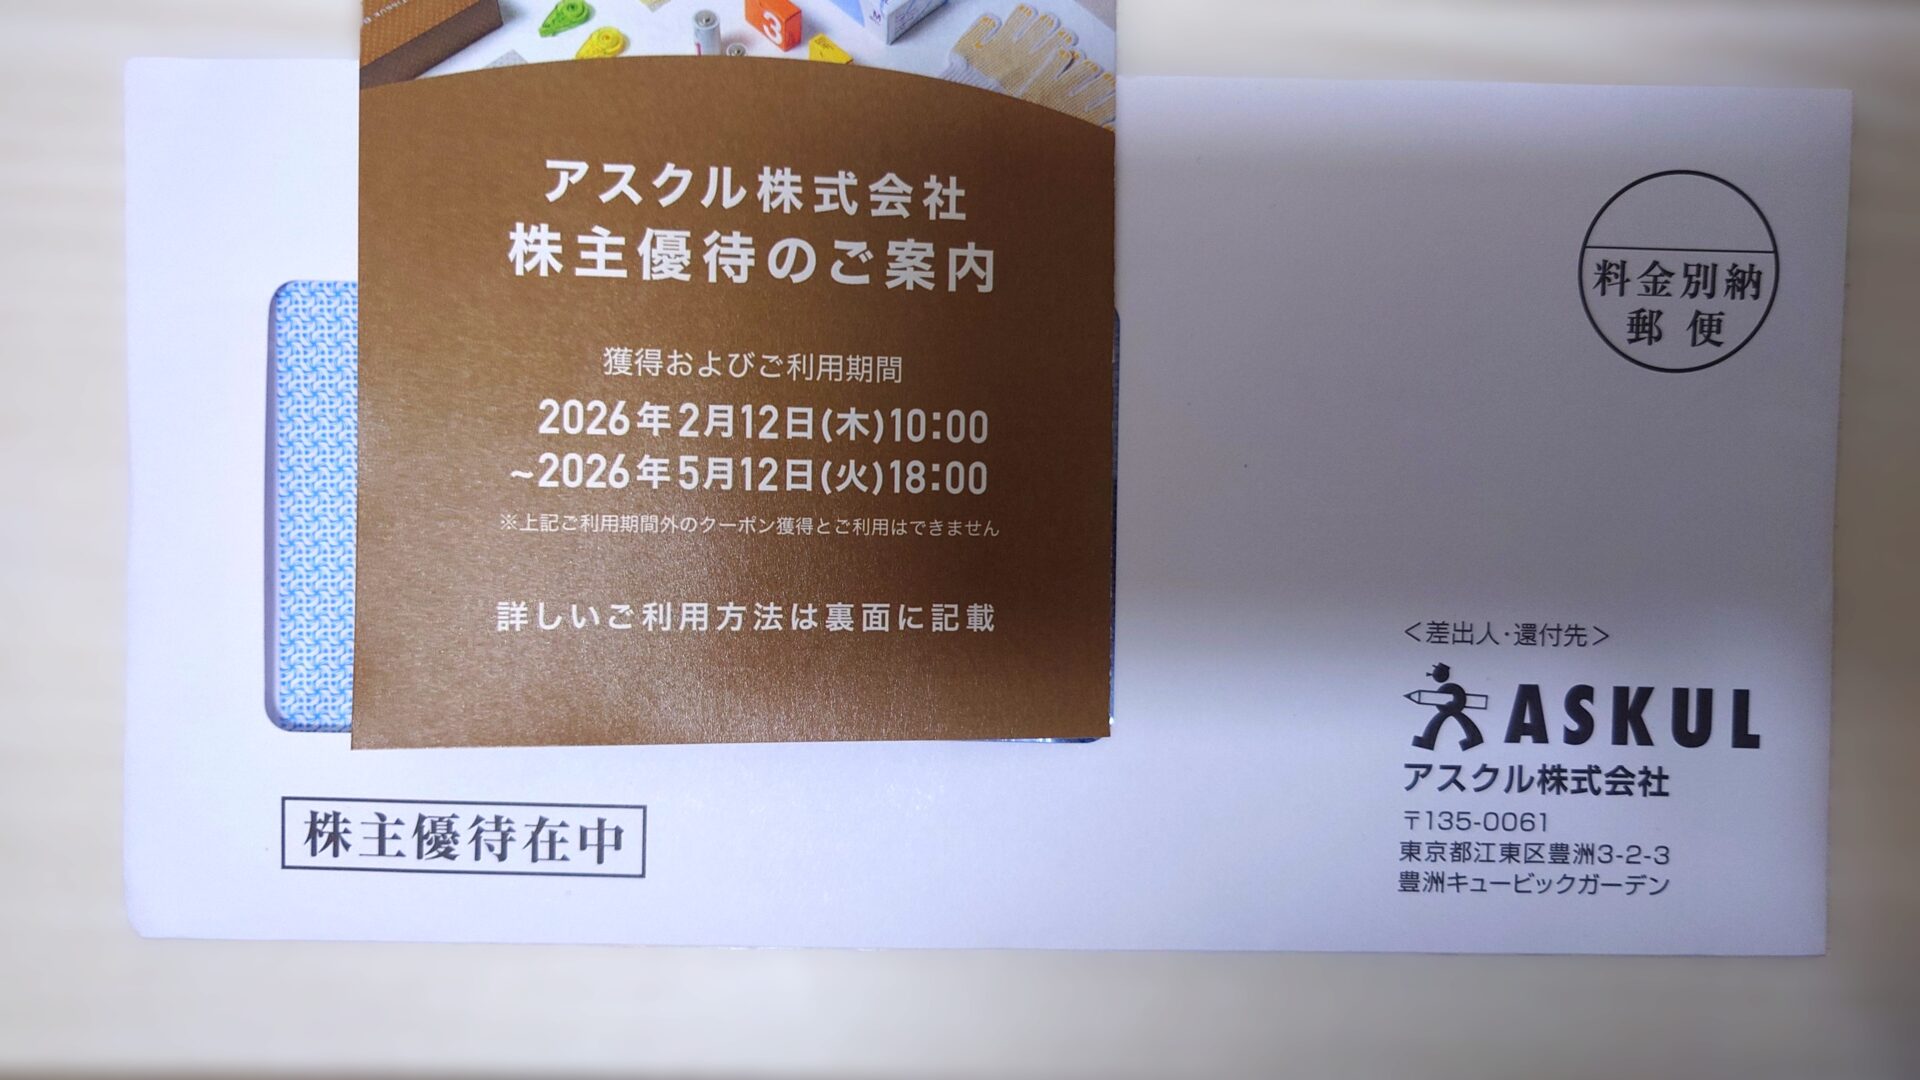 3
アスクル株式会社
株主優待のご案内
獲得およびご利用期間
2026年2月12日(木)10:00
~2026年5月12日(火)18:00
※上記ご利用期間外のクーポン獲得とご利用はできません
詳しいご利用方法は裏面に記載
料金別納
郵便
株主優待在中
<差出人・還付先>
ASKUL
アスクル株式会社
〒135-0061
東京都江東区豊洲3-2-3
豊洲キュービックガーデン